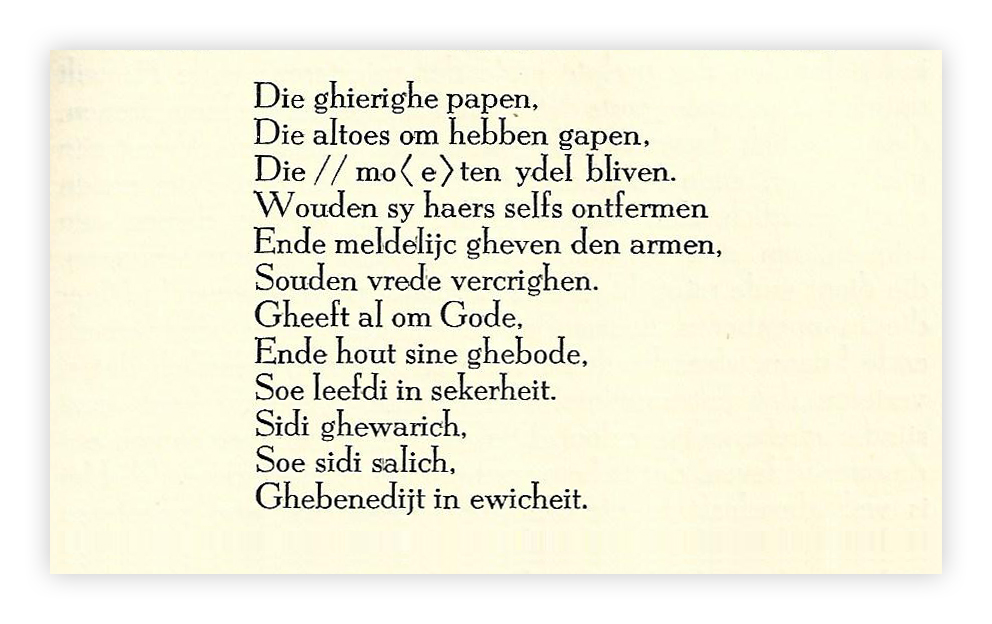 Die ghierighe papen,
Die altoes om hebben gapen,
Die // mo〈 e 〉ten ydel bliven.
Wouden sy haers selfs ontfermen
Ende meldelijc gheven den armen,
Souden vrede vercrighen.
Gheeft al om Gode,
Ende hout sine ghebode,
Soe leefdi in sekerheit.
Sidi ghewarich,
Soe sidi salich,
Ghebenedijt in ewicheit.